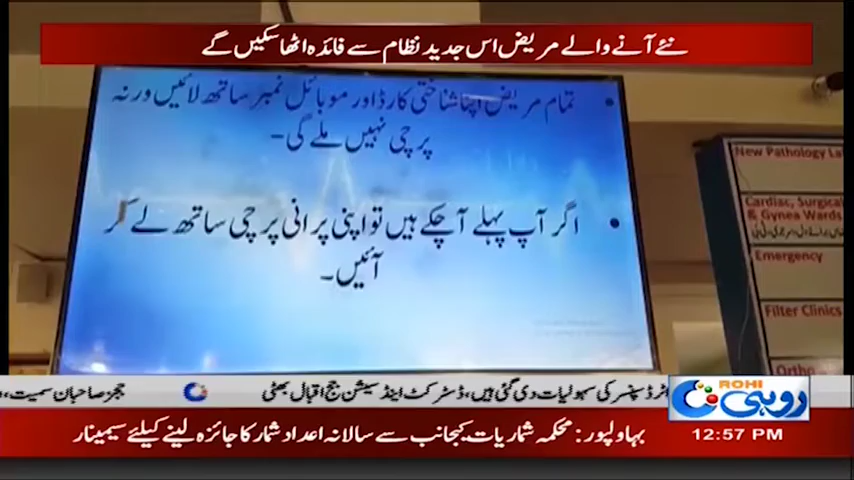 نئے آنے والے مریض اس جدید نظام سے فائدہ اٹھا سکیں گے
• تمام مریض اپنا شناختی کارڈ اور موبائل نمبر ساتھ لائیں ورنہ
پرچی نہیں ملے گی۔
• اگر آپ پہلے آ چکے ہیں تو اپنی پرانی پرچی ساتھ لے کر
آئیں۔
New Pathology La
Cardiac, Surgical
& Gynea Wards
Emergency
Filter Clinics
Ortho
کی سہولیات دی گئی ہیں، ڈسٹرکٹ اینڈ سیشن جج اقبال بھٹی
ججز صاحبان سمیت،
ROHI
روہی
12:57 PM
بہاولپور: محکمہ شماریات کیجانب سے سالانہ اعداد شمار کا جائزہ لینے کیلئے سیمینار